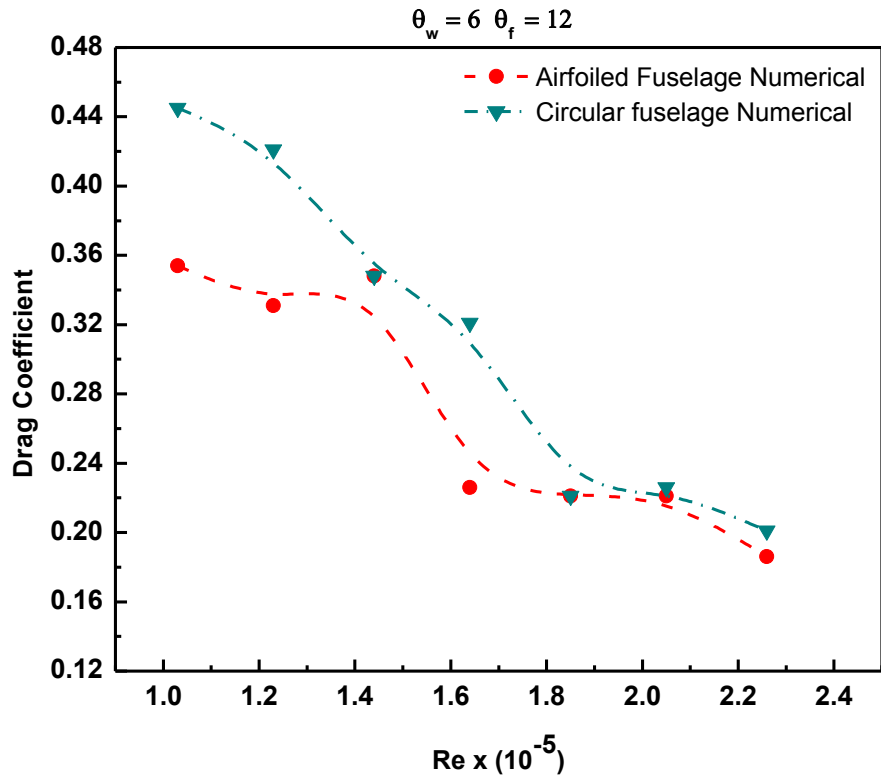 θw = 6 θf = 12
0.48
0.44
0.40
0.36
0.32
0.28
0.24
0.20
0.16
0.12
Drag Coefficient
Airfoiled Fuselage Numerical
Circular fuselage Numerical
1.0 1.2 1.4 1.6 1.8 2.0 2.2 2.4
Re x (10⁻⁵)